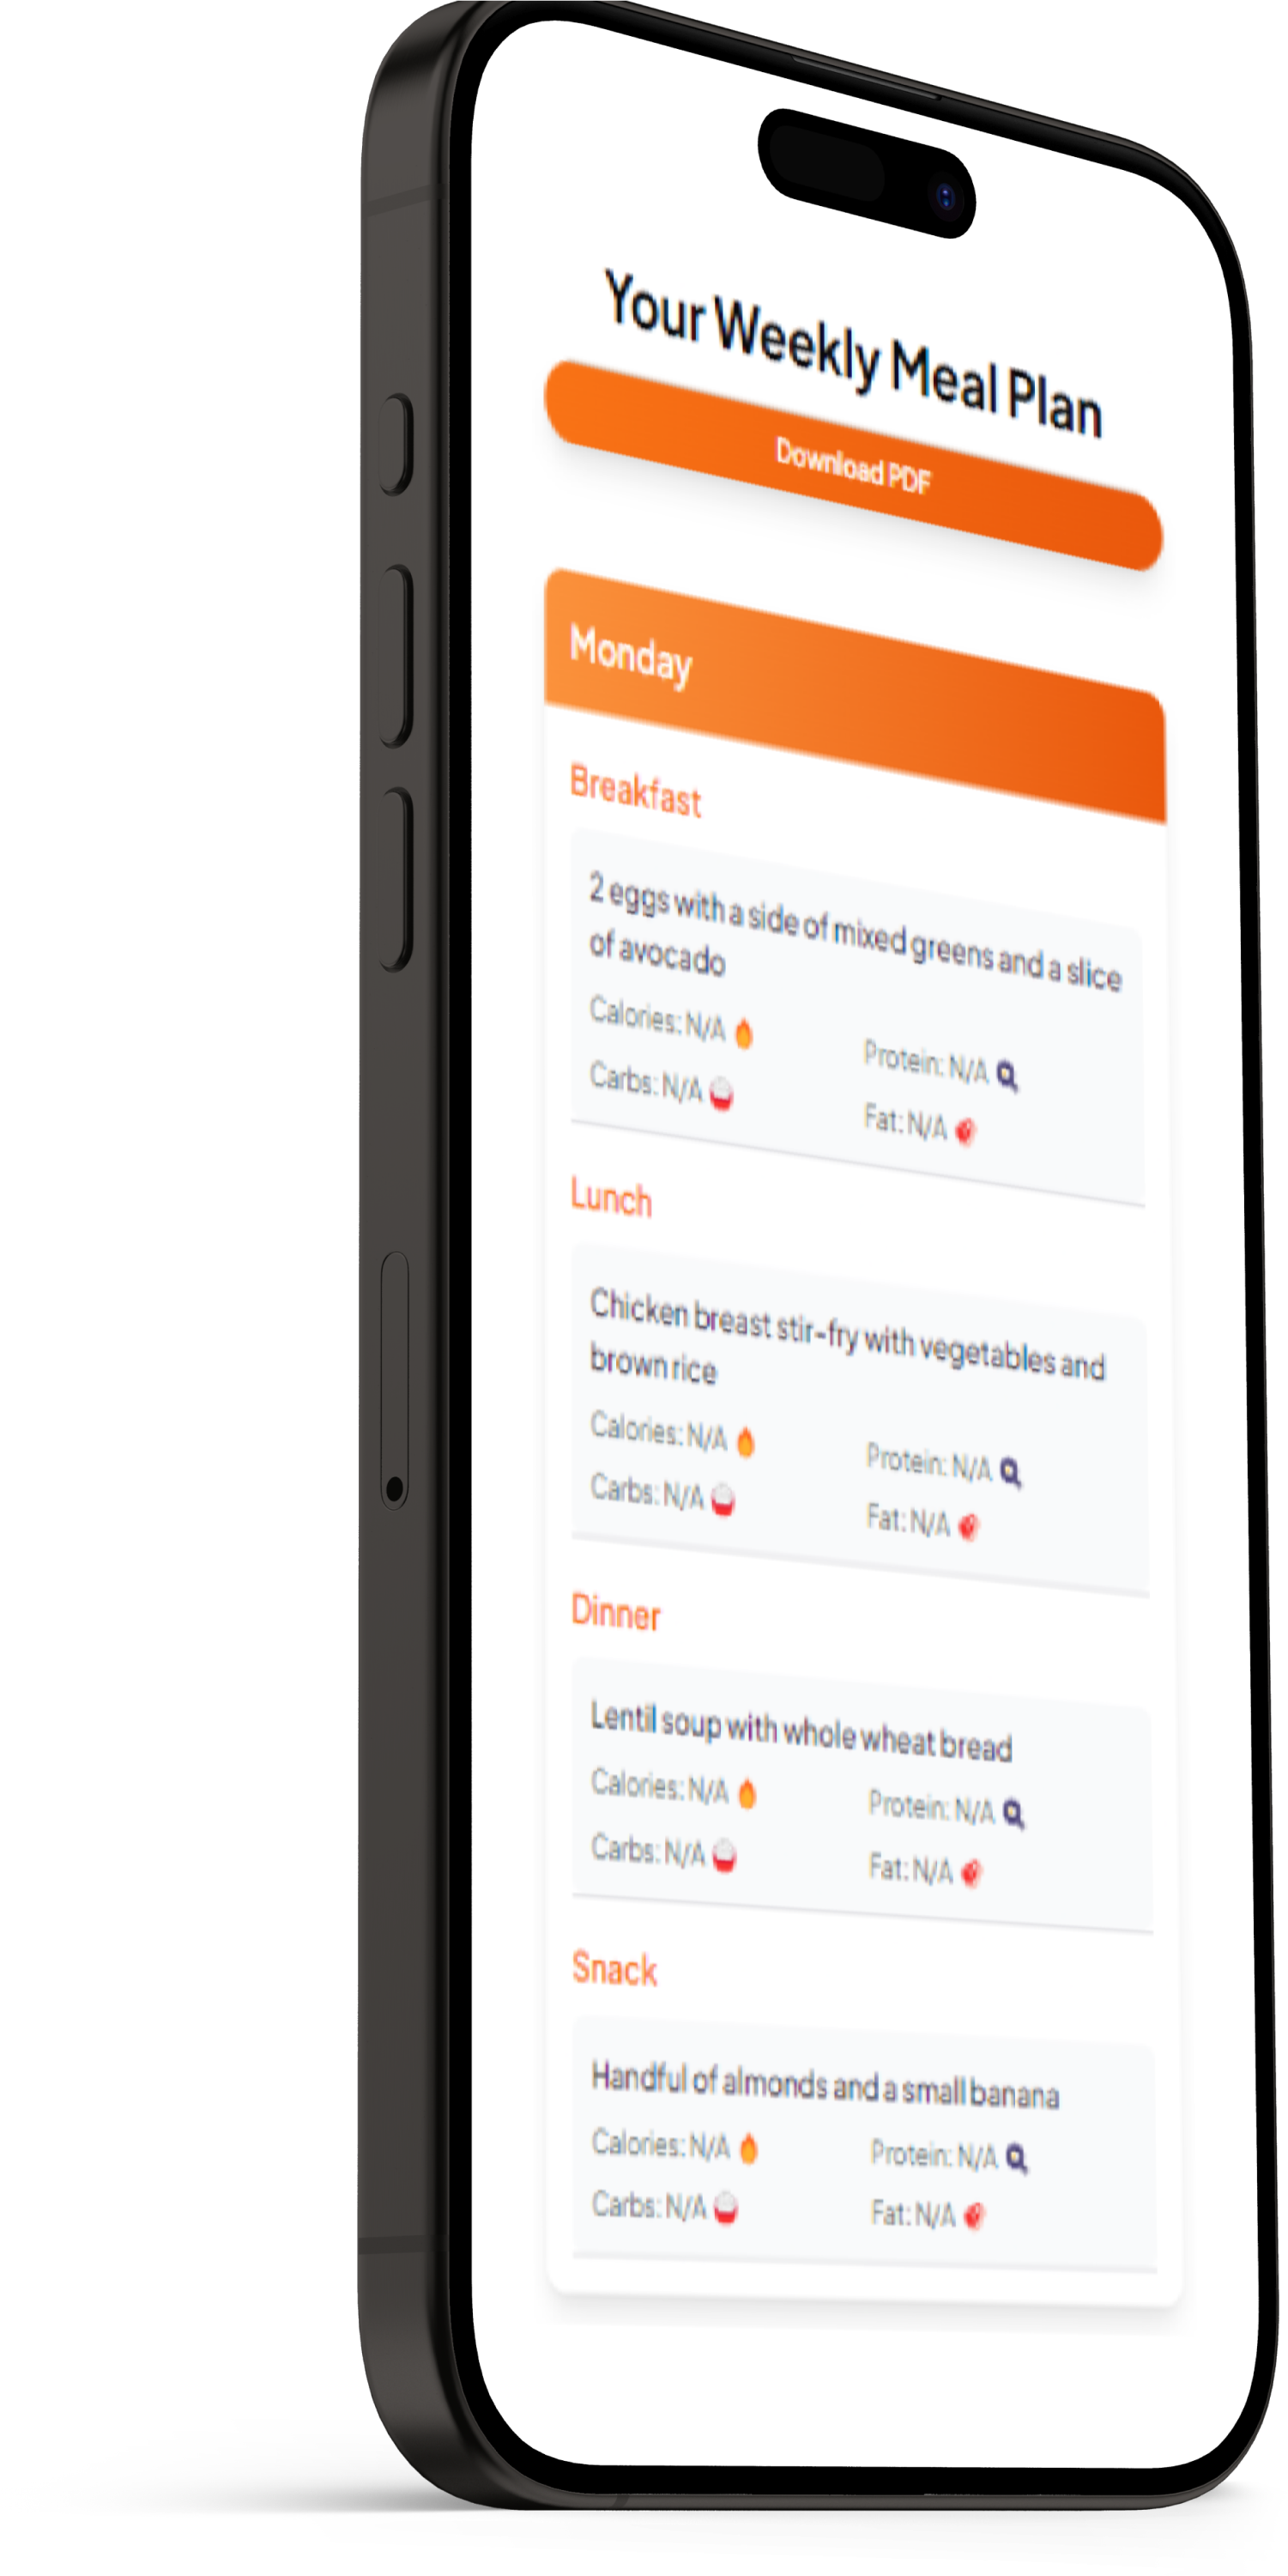 Your Weekly Meal Plan
Download PDF
Monday
Breakfast
2 eggs with a side of mixed greens and a slice
of avocado
Calories: N/A 🔥 Protein: N/A 🍳
Carbs: N/A 🍚 Fat: N/A 🥩
Lunch
Chicken breast stir-fry with vegetables and
brown rice
Calories: N/A 🔥 Protein: N/A 🍳
Carbs: N/A 🍚 Fat: N/A 🥩
Dinner
Lentil soup with whole wheat bread
Calories: N/A 🔥 Protein: N/A 🍳
Carbs: N/A 🍚 Fat: N/A 🥩
Snack
Handful of almonds and a small banana
Calories: N/A 🔥 Protein: N/A 🍳
Carbs: N/A 🍚 Fat: N/A 🥩